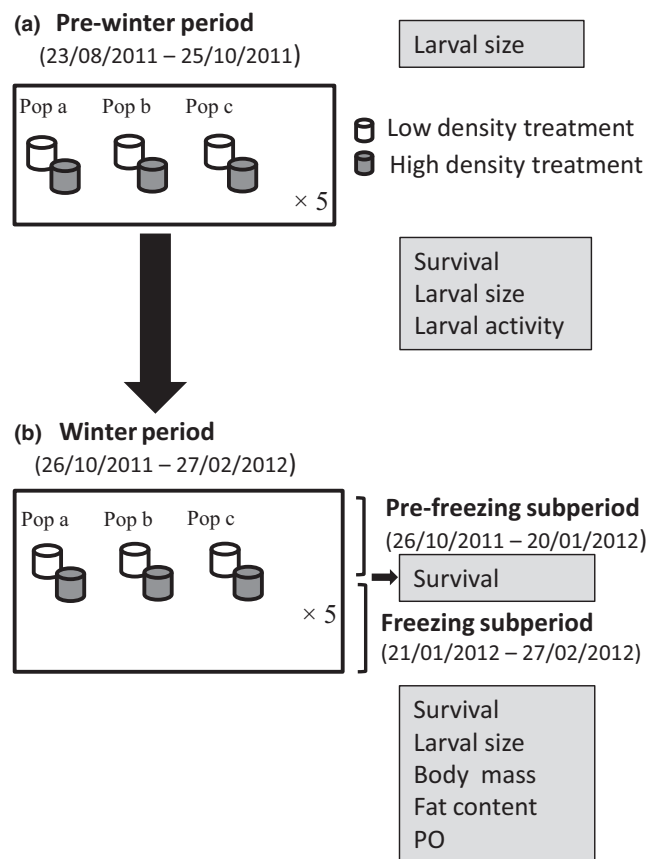 (a) Pre-winter period
(23/08/2011 – 25/10/2011)
Larval size
Pop a Pop b Pop c
× 5
Low density treatment
High density treatment
Survival
Larval size
Larval activity
(b) Winter period
(26/10/2011 – 27/02/2012)
Pop a Pop b Pop c
× 5
Pre-freezing subperiod
(26/10/2011 – 20/01/2012)
Survival
Freezing subperiod
(21/01/2012 – 27/02/2012)
Survival
Larval size
Body mass
Fat content
PO